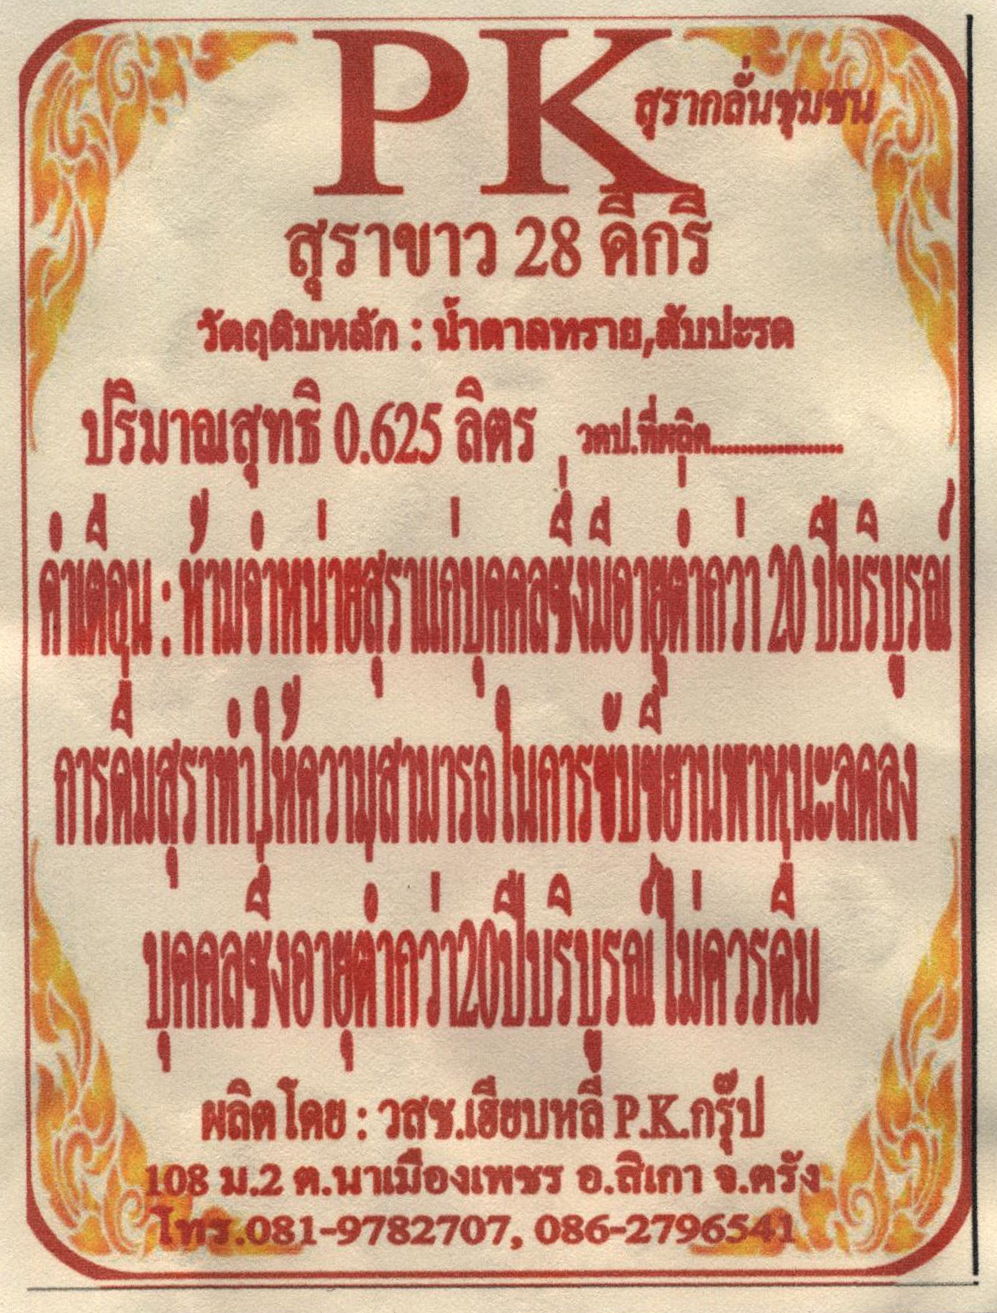 PK
สุรากลั่นชุมชน
สุราขาว 28 ดีกรี
วัตถุดิบหลัก : น้ำตาลทราย,สับปะรด
ปริมาณสุทธิ 0.625 ลิตร วดป.ที่ผลิต..................
คำเตือน : ห้ามจำหน่ายสุราแก่บุคคลซึ่งมีอายุต่ำกว่า 20 ปีบริบูรณ์
การดื่มสุราทำให้ความสามารถในการขับขี่ยานพาหนะลดลง
บุคคลซึ่งอายุต่ำกว่า20ปีบริบูรณ์ไม่ควรดื่ม
ผลิตโดย : วสช.เฮียบหลี P.K.กรุ๊ป
108 ม.2 ต.นาเมืองเพชร อ.สิเกา จ.ตรัง
โทร.081-9782707, 086-2796541